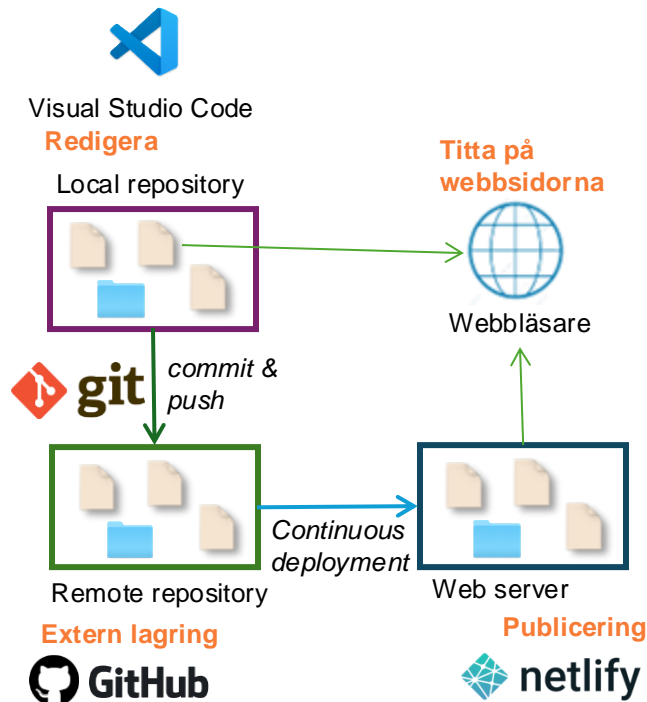 Visual Studio Code
Redigera
Local repository
Titta på
webbsidorna
Webbläsare
git
commit &
push
Continuous
deployment
Remote repository
Web server
Extern lagring
Publicering
GitHub
netlify